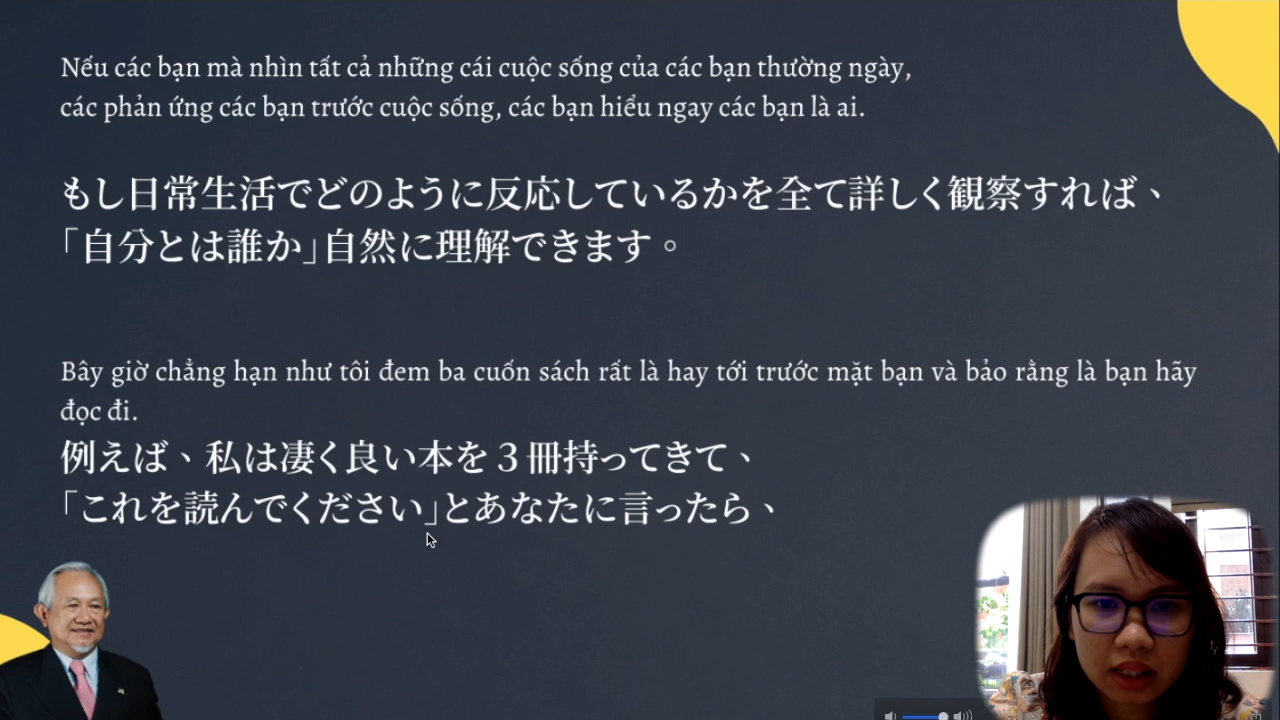 Nếu các bạn mà nhìn tất cả những cái cuộc sống của các bạn thường ngày,
các phản ứng các bạn trước cuộc sống, các bạn hiểu ngay các bạn là ai.
もし日常生活でどのように反応しているかを全て詳しく観察すれば、
「自分とは誰か」自然に理解できます。
Bây giờ chẳng hạn như tôi đem ba cuốn sách rất là hay tới trước mặt bạn và bảo rằng là bạn hãy
đọc đi.
例えば、私は凄く良い本を３冊持ってきて、
「これを読んでください」とあなたに言ったら、